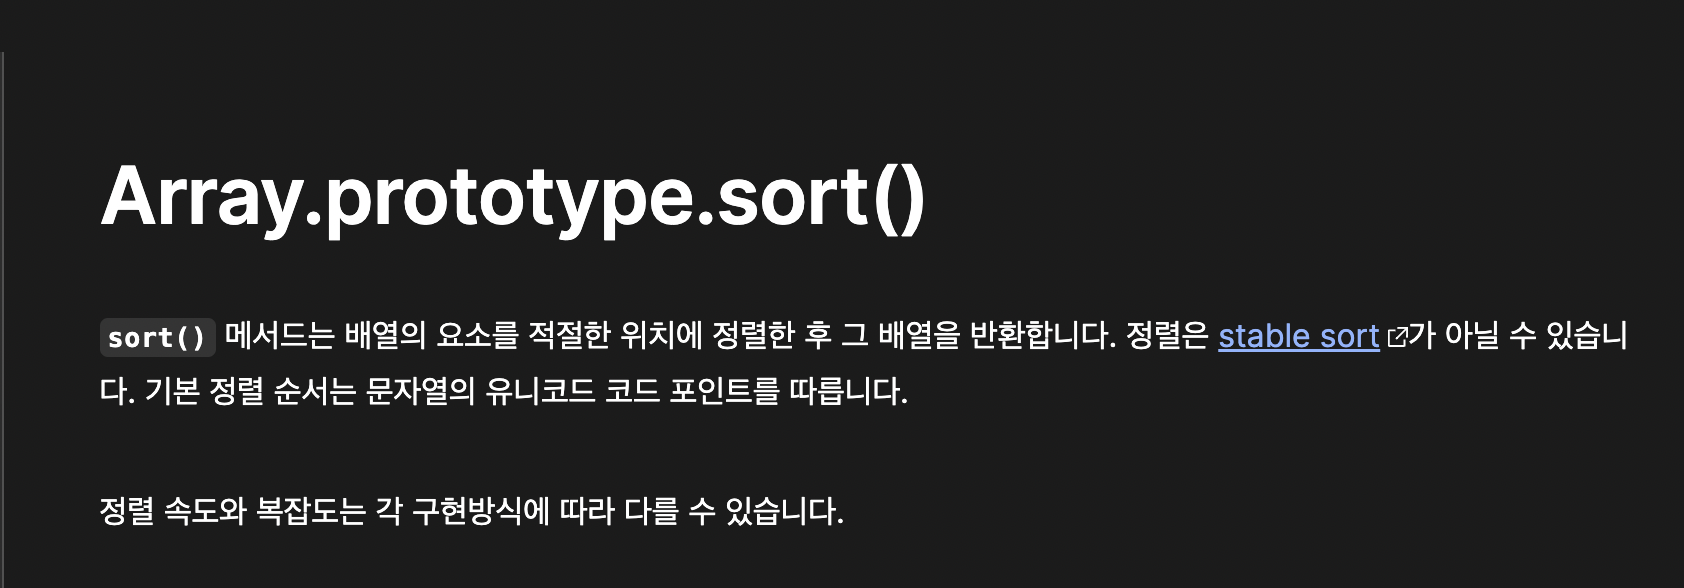 Array.prototype.sort()
sort() 메서드는 배열의 요소를 적절한 위치에 정렬한 후 그 배열을 반환합니다. 정렬은 stable sort가 아닐 수 있습니
다. 기본 정렬 순서는 문자열의 유니코드 코드 포인트를 따릅니다.
정렬 속도와 복잡도는 각 구현방식에 따라 다를 수 있습니다.